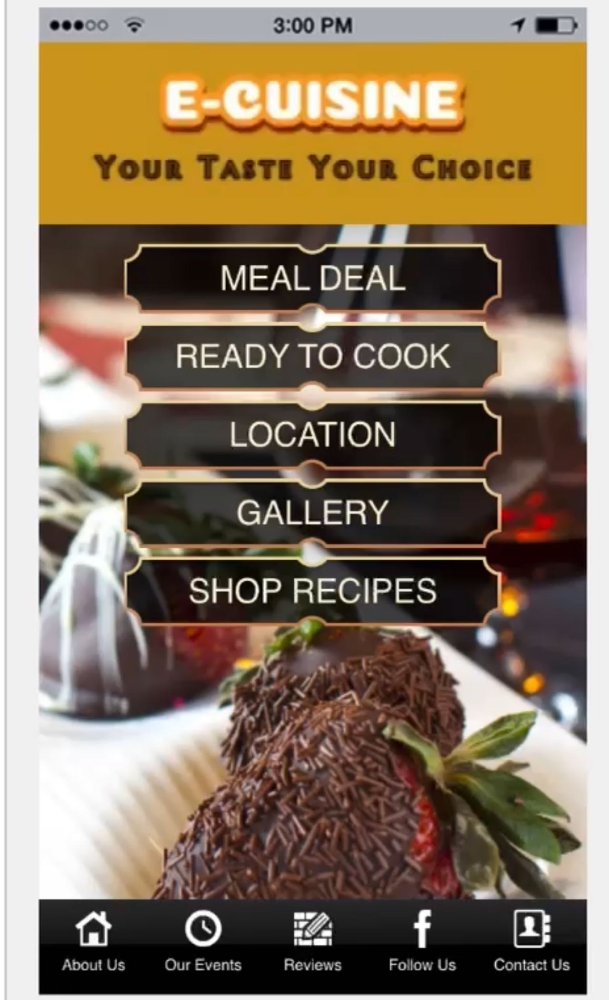 3:00 PM
E-CUISINE
YOUR TASTE YOUR CHOICE
MEAL DEAL
READY TO COOK
LOCATION
GALLERY
SHOP RECIPES
About Us Our Events Reviews Follow Us Contact Us